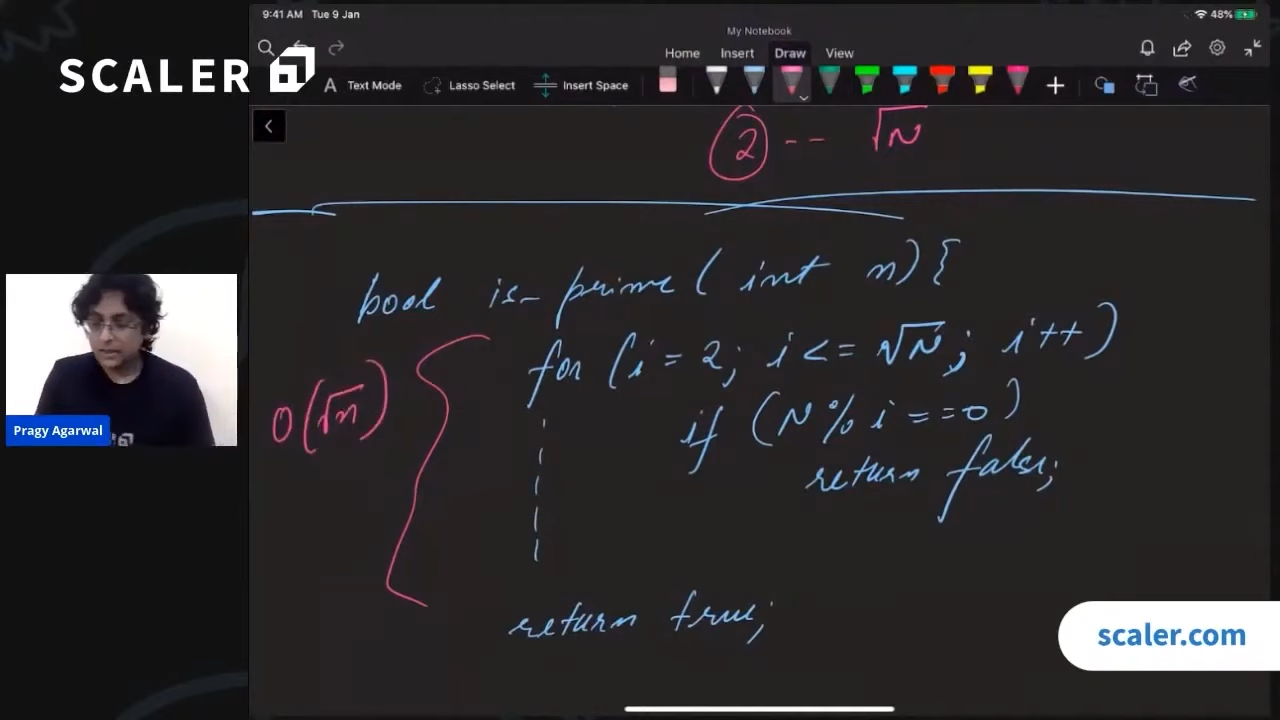 9:41 AM Tue 9 Jan
48%
My Notebook
Home Insert Draw View
SCALER
Text Mode Lasso Select Insert Space
2 -- √N
bool is_prime ( int n) {
for (i = 2; i <= √N; i++)
O(√n)
if (N % i == 0)
return false;
Pragy Agarwal
return true;
scaler.com